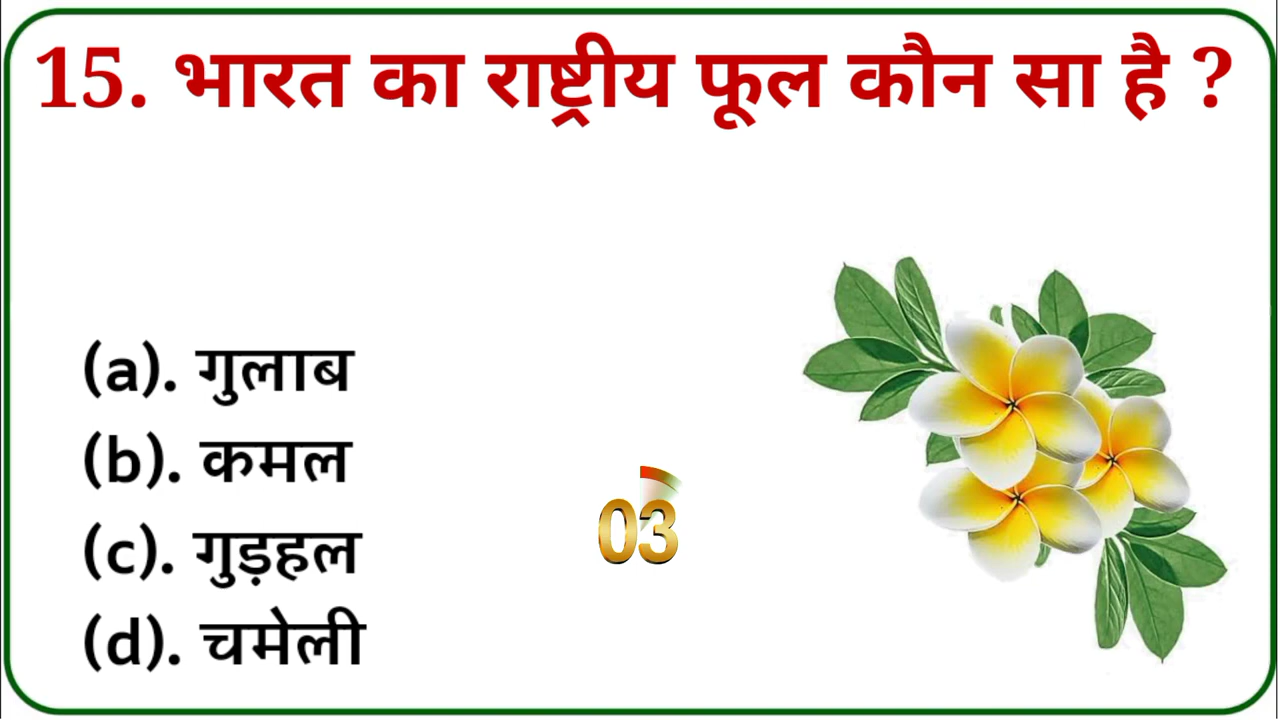 15. भारत का राष्ट्रीय फूल कौन सा है ?
(a). गुलाब
(b). कमल
(c). गुड़हल
(d). चमेली
03